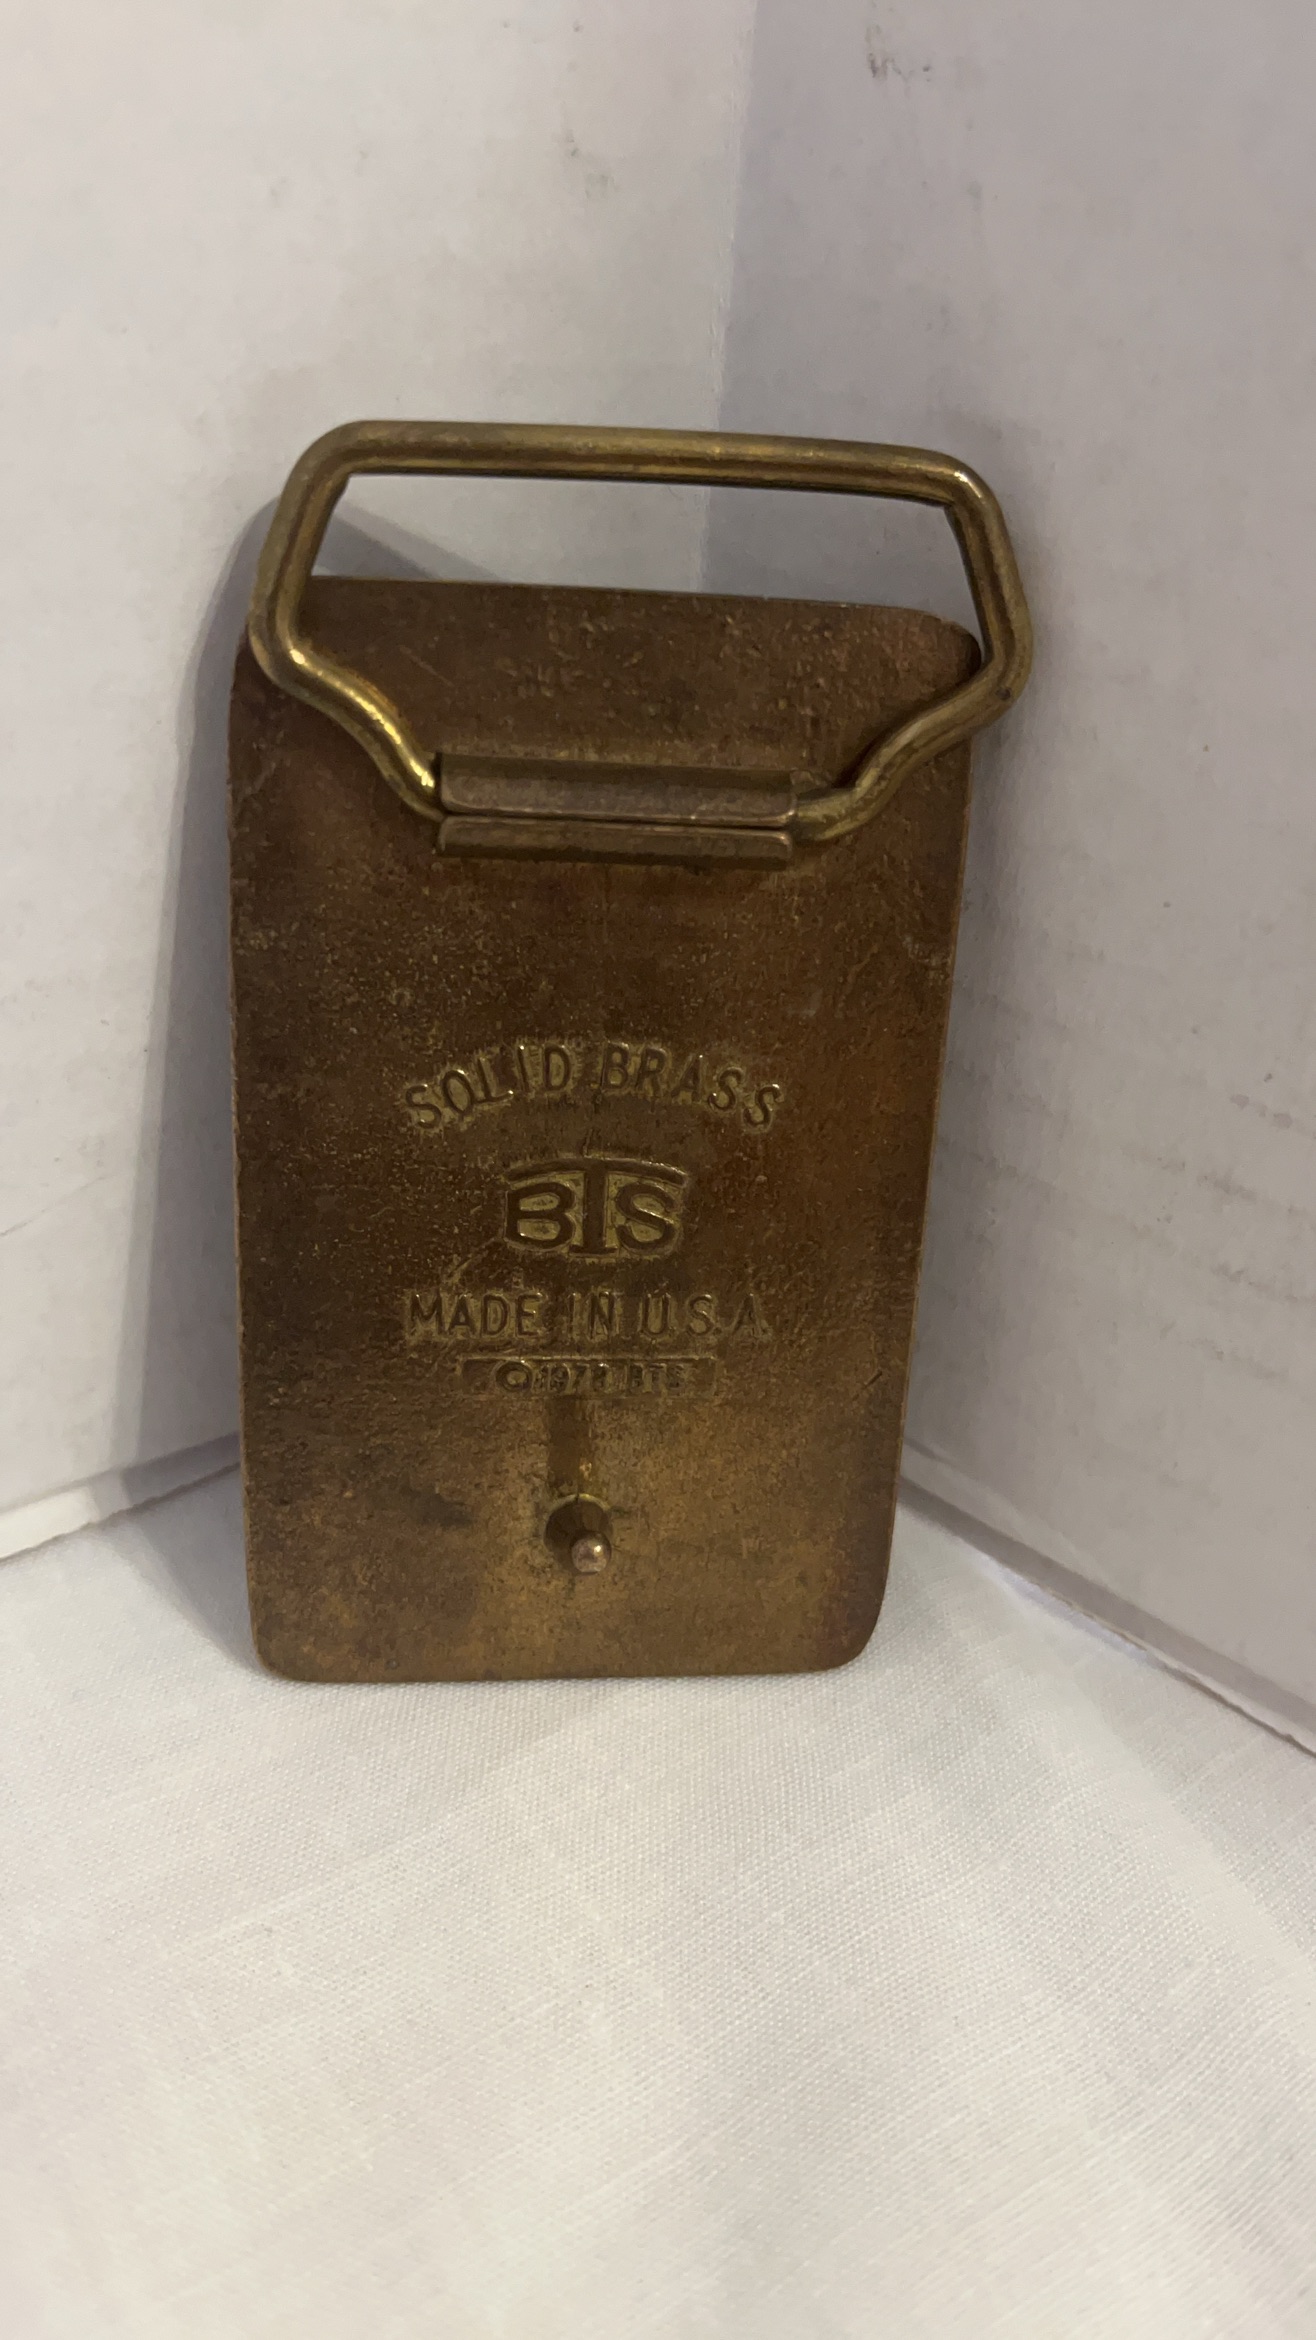 SOLID BRASS
BTS
MADE IN U.S.A.
© 1978 BTS